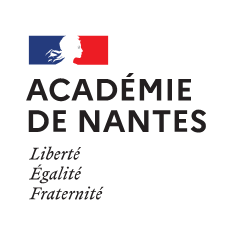 ACADÉMIE
DE NANTES
Liberté
Égalité
Fraternité